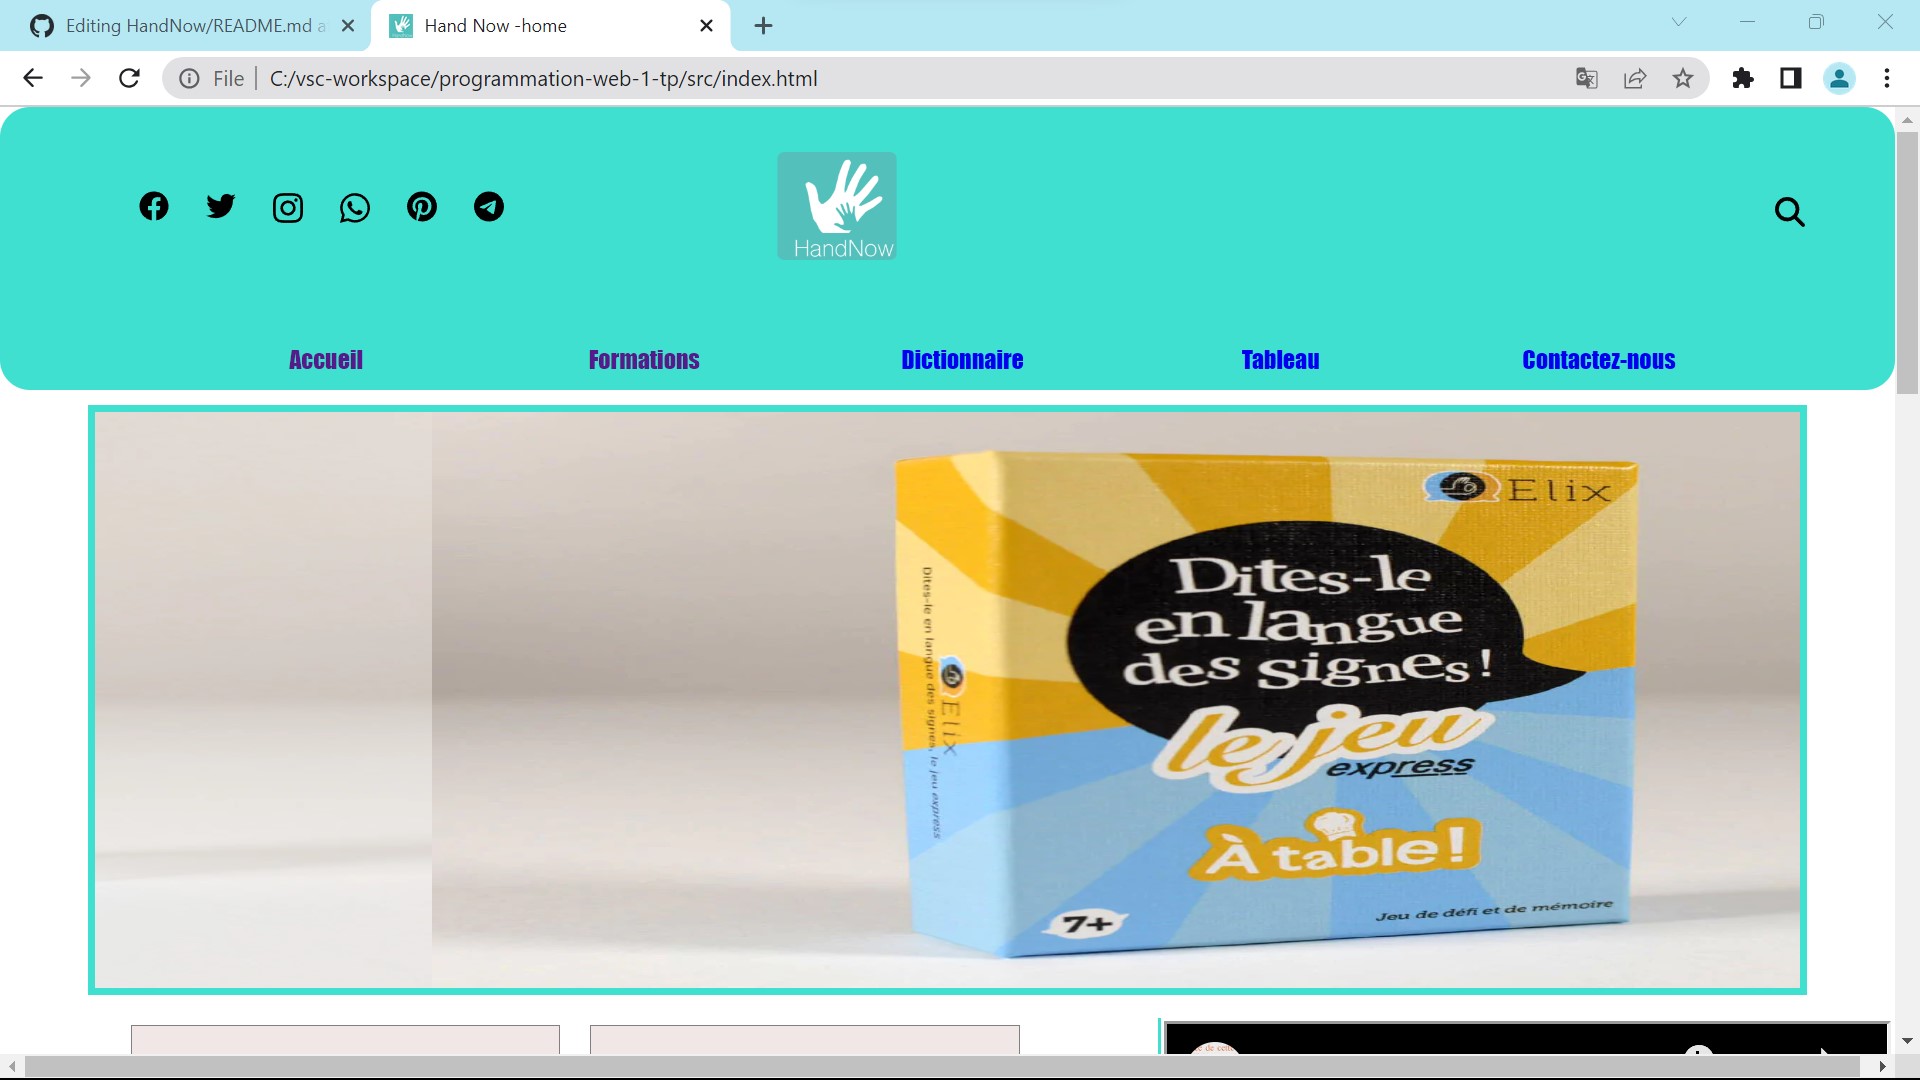 Editing HandNow/README.md a
Hand Now -home
File
C:/vsc-workspace/programmation-web-1-tp/src/index.html
HandNow
Accueil
Formations
Dictionnaire
Tableau
Contactez-nous
Elix
Dites-le
en langue
des signes !
le jeu
express
À table !
7+
Jeu de défi et de mémoire
Dites-le en langue des signes, le jeu express
Elix